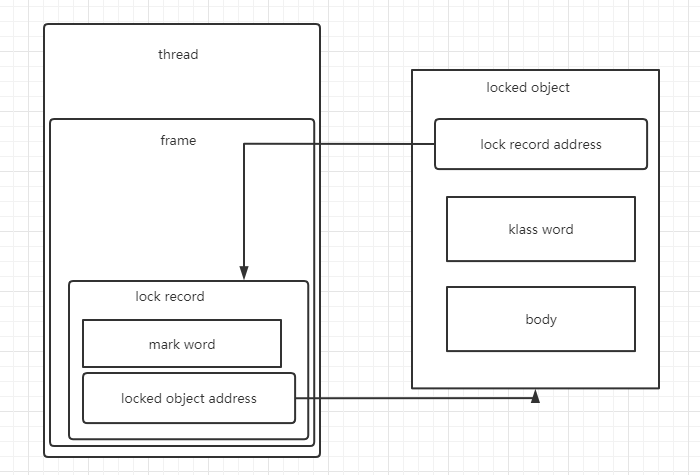 thread
frame
lock record
mark word
locked object address
locked object
lock record address
klass word
body